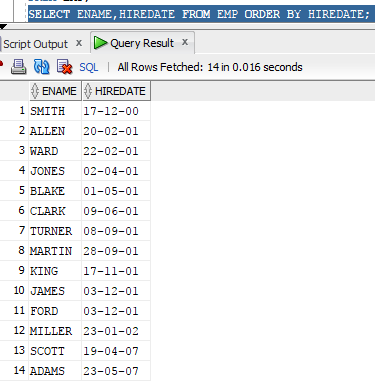 SELECT ENAME,HIREDATE FROM EMP ORDER BY HIREDATE;
Script Output x Query Result x
SQL | All Rows Fetched: 14 in 0.016 seconds
ENAME HIREDATE
1 SMITH 17-12-00
2 ALLEN 20-02-01
3 WARD 22-02-01
4 JONES 02-04-01
5 BLAKE 01-05-01
6 CLARK 09-06-01
7 TURNER 08-09-01
8 MARTIN 28-09-01
9 KING 17-11-01
10 JAMES 03-12-01
11 FORD 03-12-01
12 MILLER 23-01-02
13 SCOTT 19-04-07
14 ADAMS 23-05-07